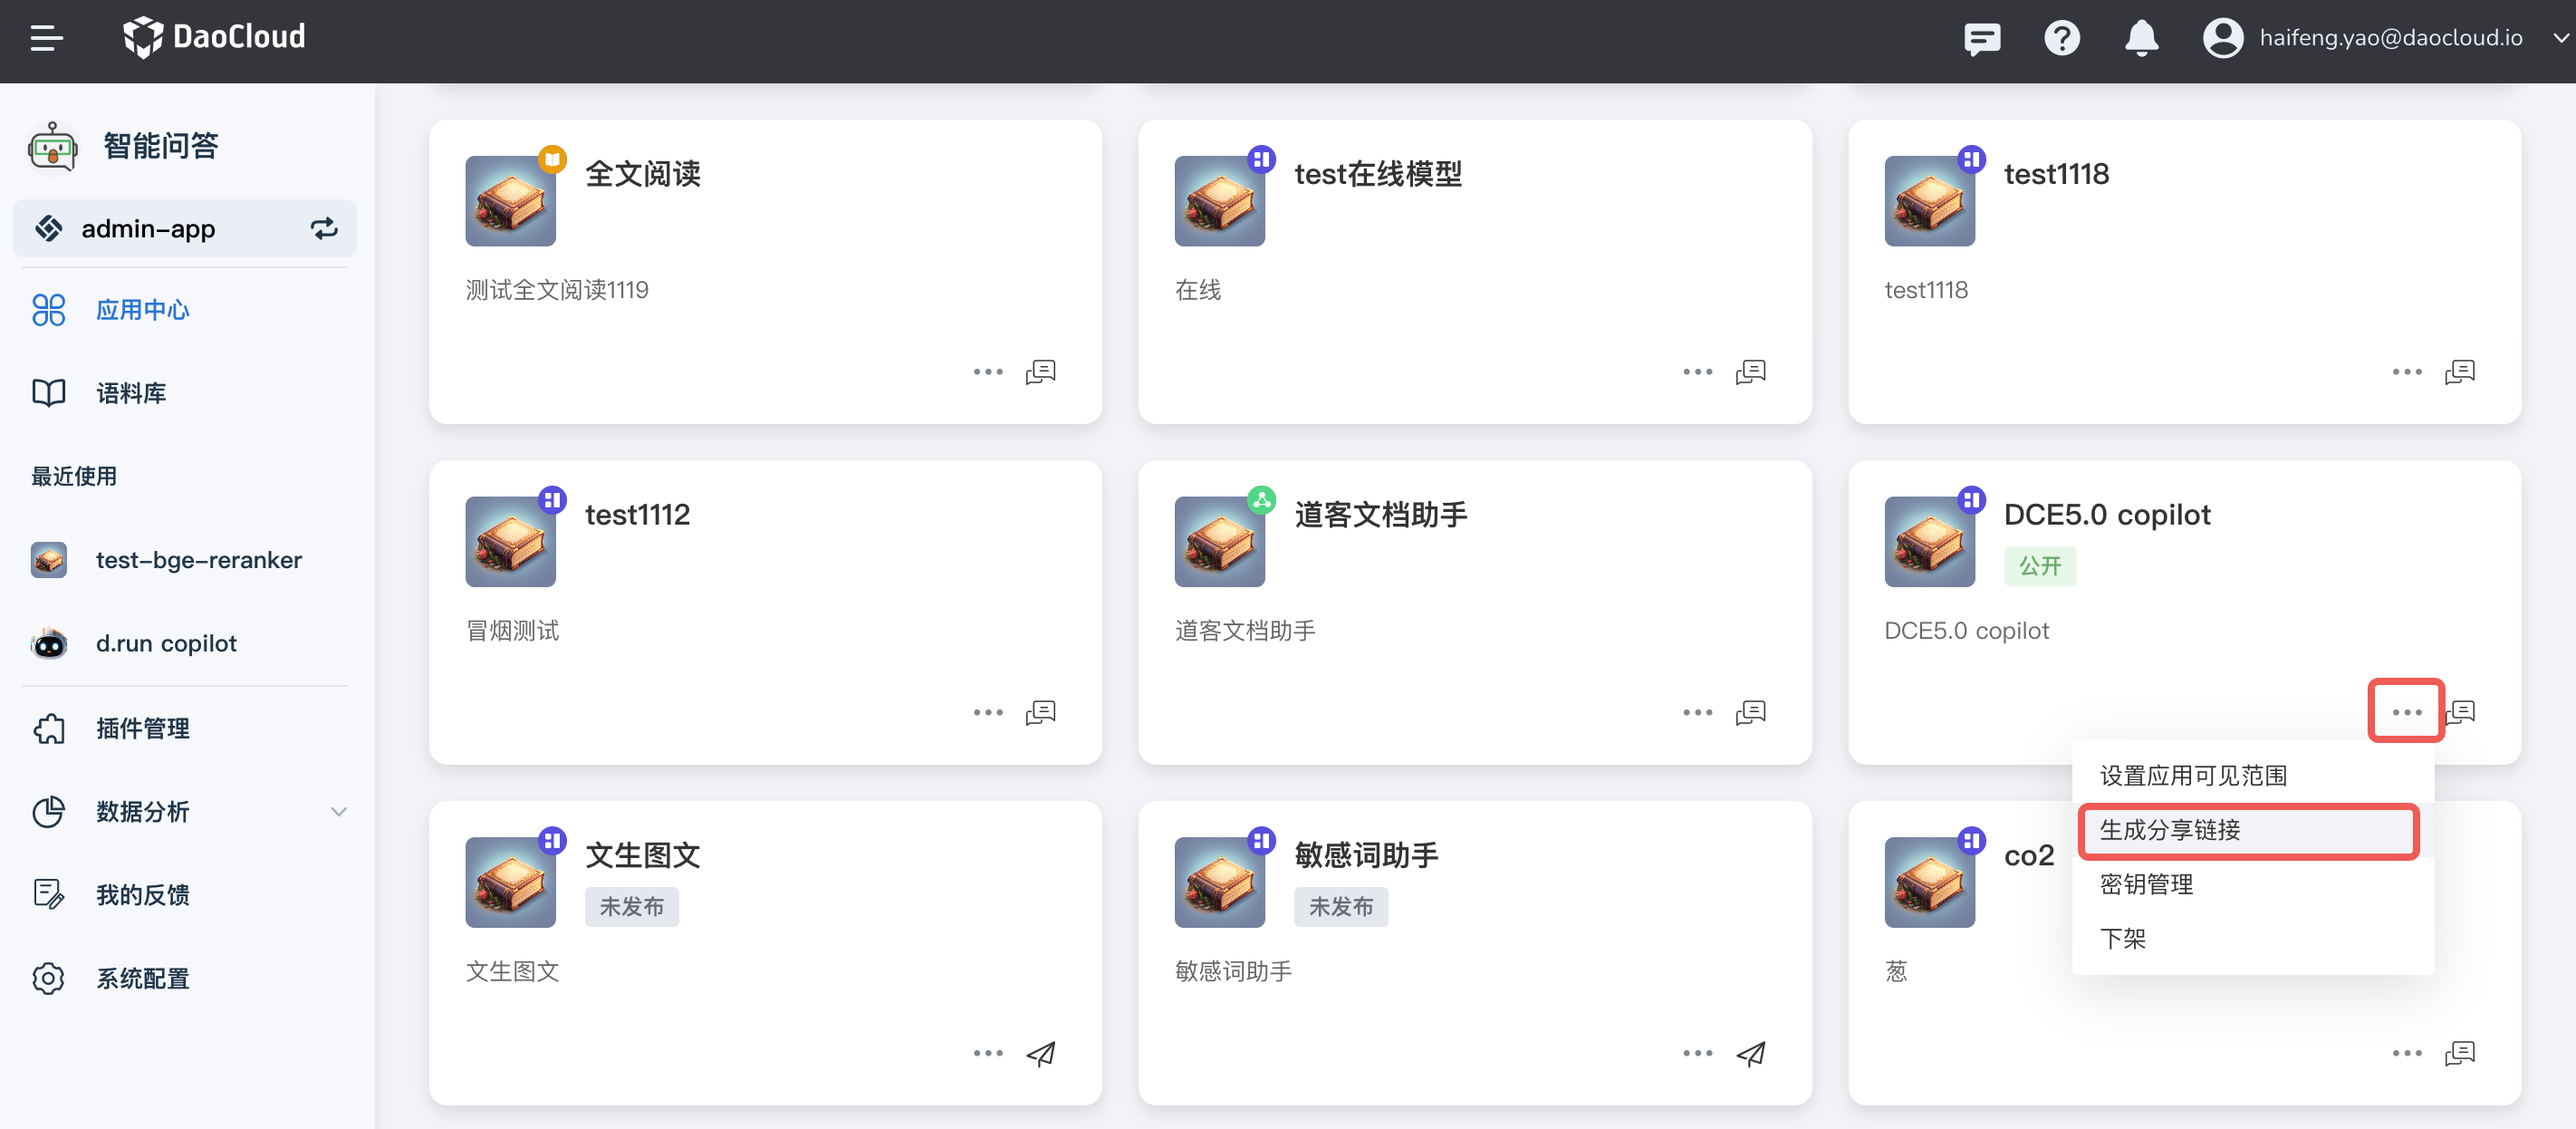 DaoCloud
haifeng.yao@daocloud.io
智能问答
admin-app
应用中心
语料库
最近使用
test-bge-reranker
d.run copilot
插件管理
数据分析
我的反馈
系统配置
全文阅读
测试全文阅读1119
test在线模型
在线
test1118
test1118
test1112
冒烟测试
道客文档助手
道客文档助手
DCE5.0 copilot
公开
DCE5.0 copilot
设置应用可见范围
生成分享链接
密钥管理
下架
文生图文
未发布
文生图文
敏感词助手
未发布
敏感词助手
co2
葱